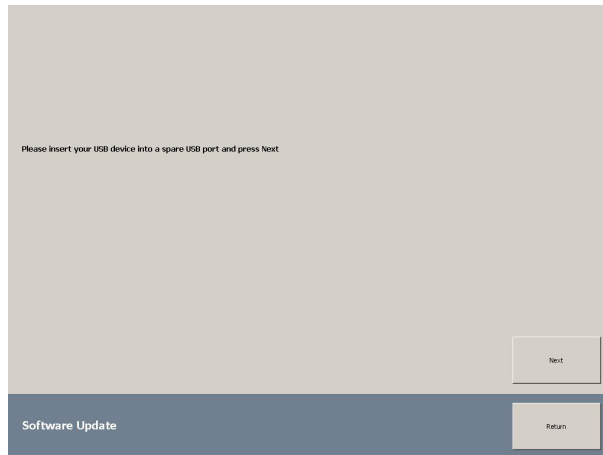 Please insert your USB device into a spare USB port and press Next
Next
Software Update
Return